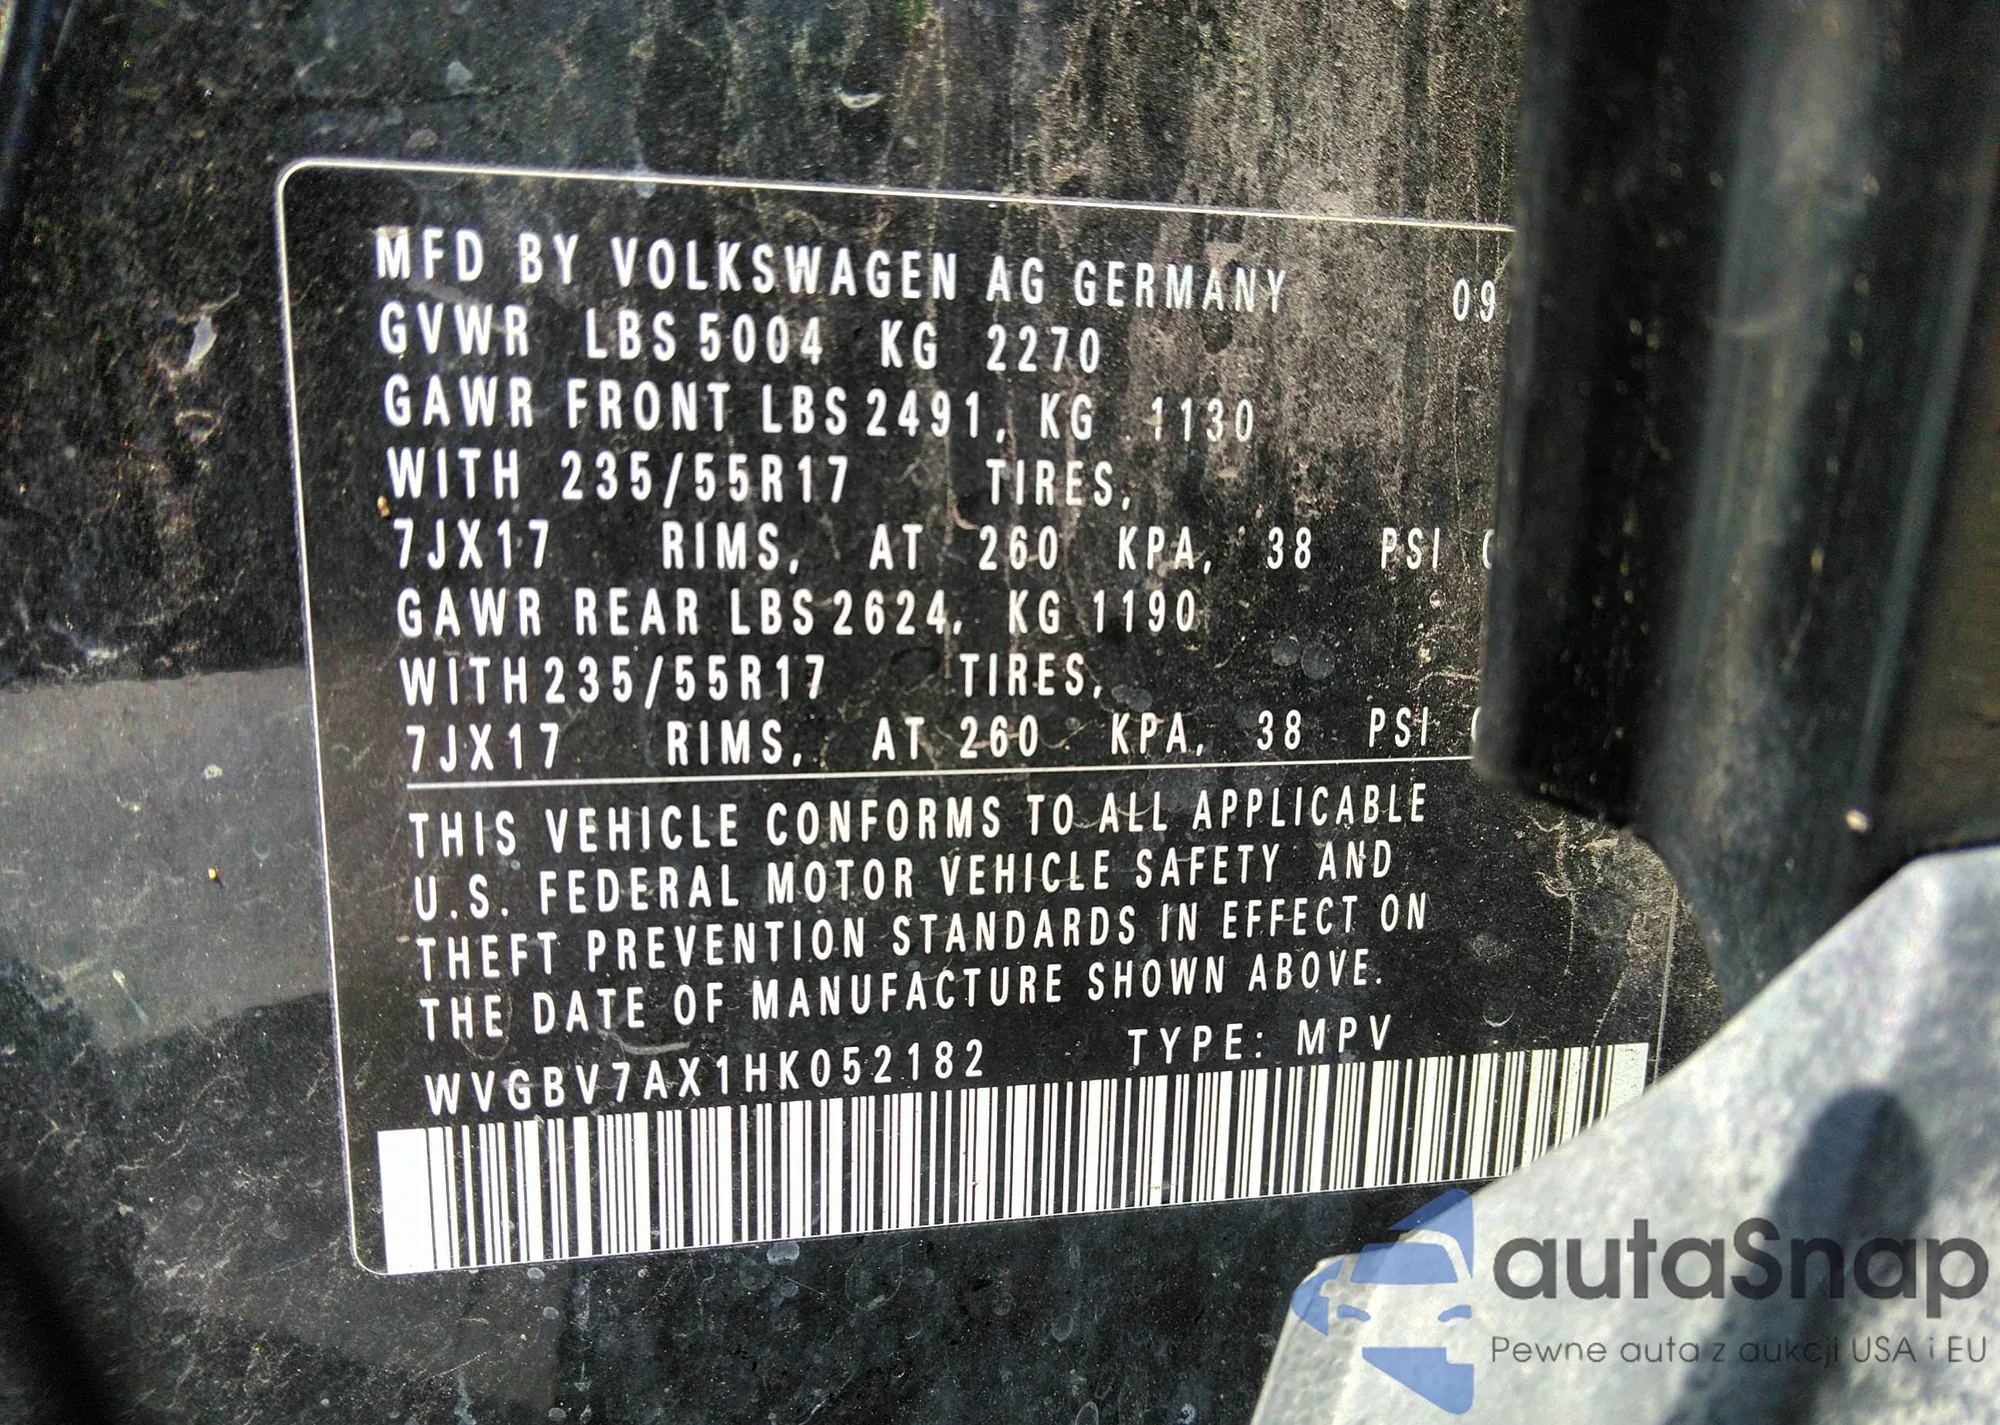 MFD BY VOLKSWAGEN AG GERMANY 09
GVWR LBS 5004 KG 2270
GAWR FRONT LBS 2491, KG 1130
WITH 235/55R17 TIRES,
7JX17 RIMS, AT 260 KPA, 38 PSI
GAWR REAR LBS 2624, KG 1190
WITH 235/55R17 TIRES,
7JX17 RIMS, AT 260 KPA, 38 PSI
THIS VEHICLE CONFORMS TO ALL APPLICABLE
U.S. FEDERAL MOTOR VEHICLE SAFETY AND
THEFT PREVENTION STANDARDS IN EFFECT ON
THE DATE OF MANUFACTURE SHOWN ABOVE.
WVGBV7AX1HK052182 TYPE: MPV
autaSnap
Pewne auta z aukcji USA i EU